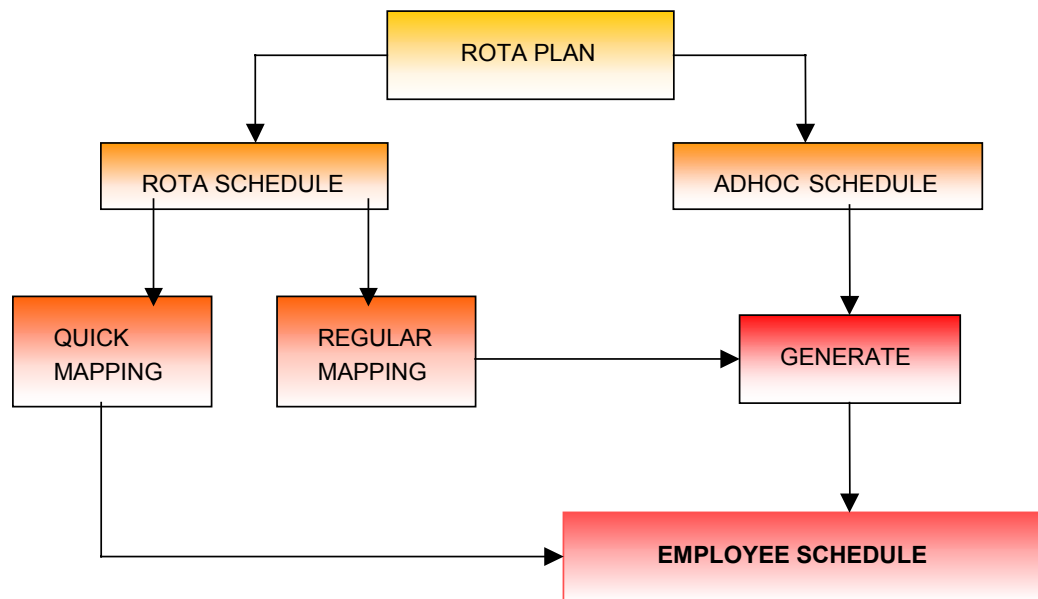 ROTA PLAN
ROTA SCHEDULE
ADHOC SCHEDULE
QUICK
MAPPING
REGULAR
MAPPING
GENERATE
EMPLOYEE SCHEDULE